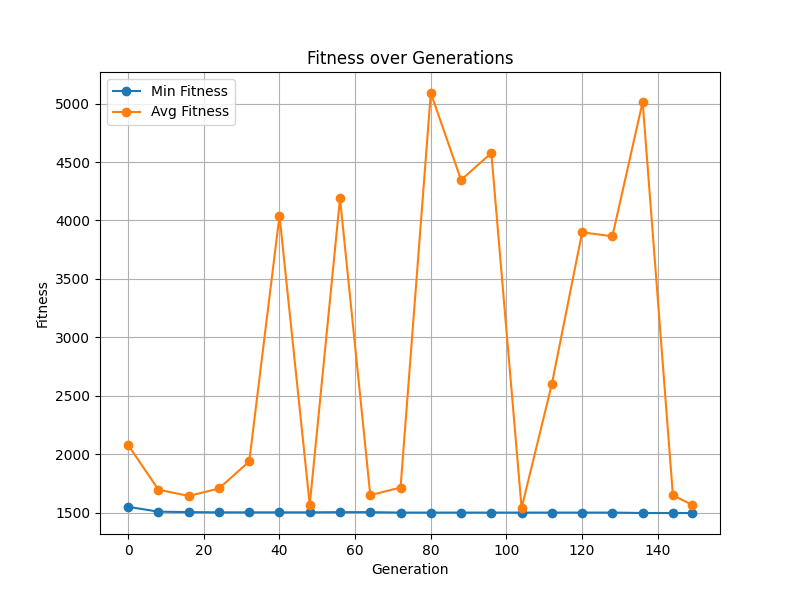 Fitness over Generations
Min Fitness
Avg Fitness
5000
4500
4000
3500
3000
2500
2000
1500
Fitness
0 20 40 60 80 100 120 140
Generation